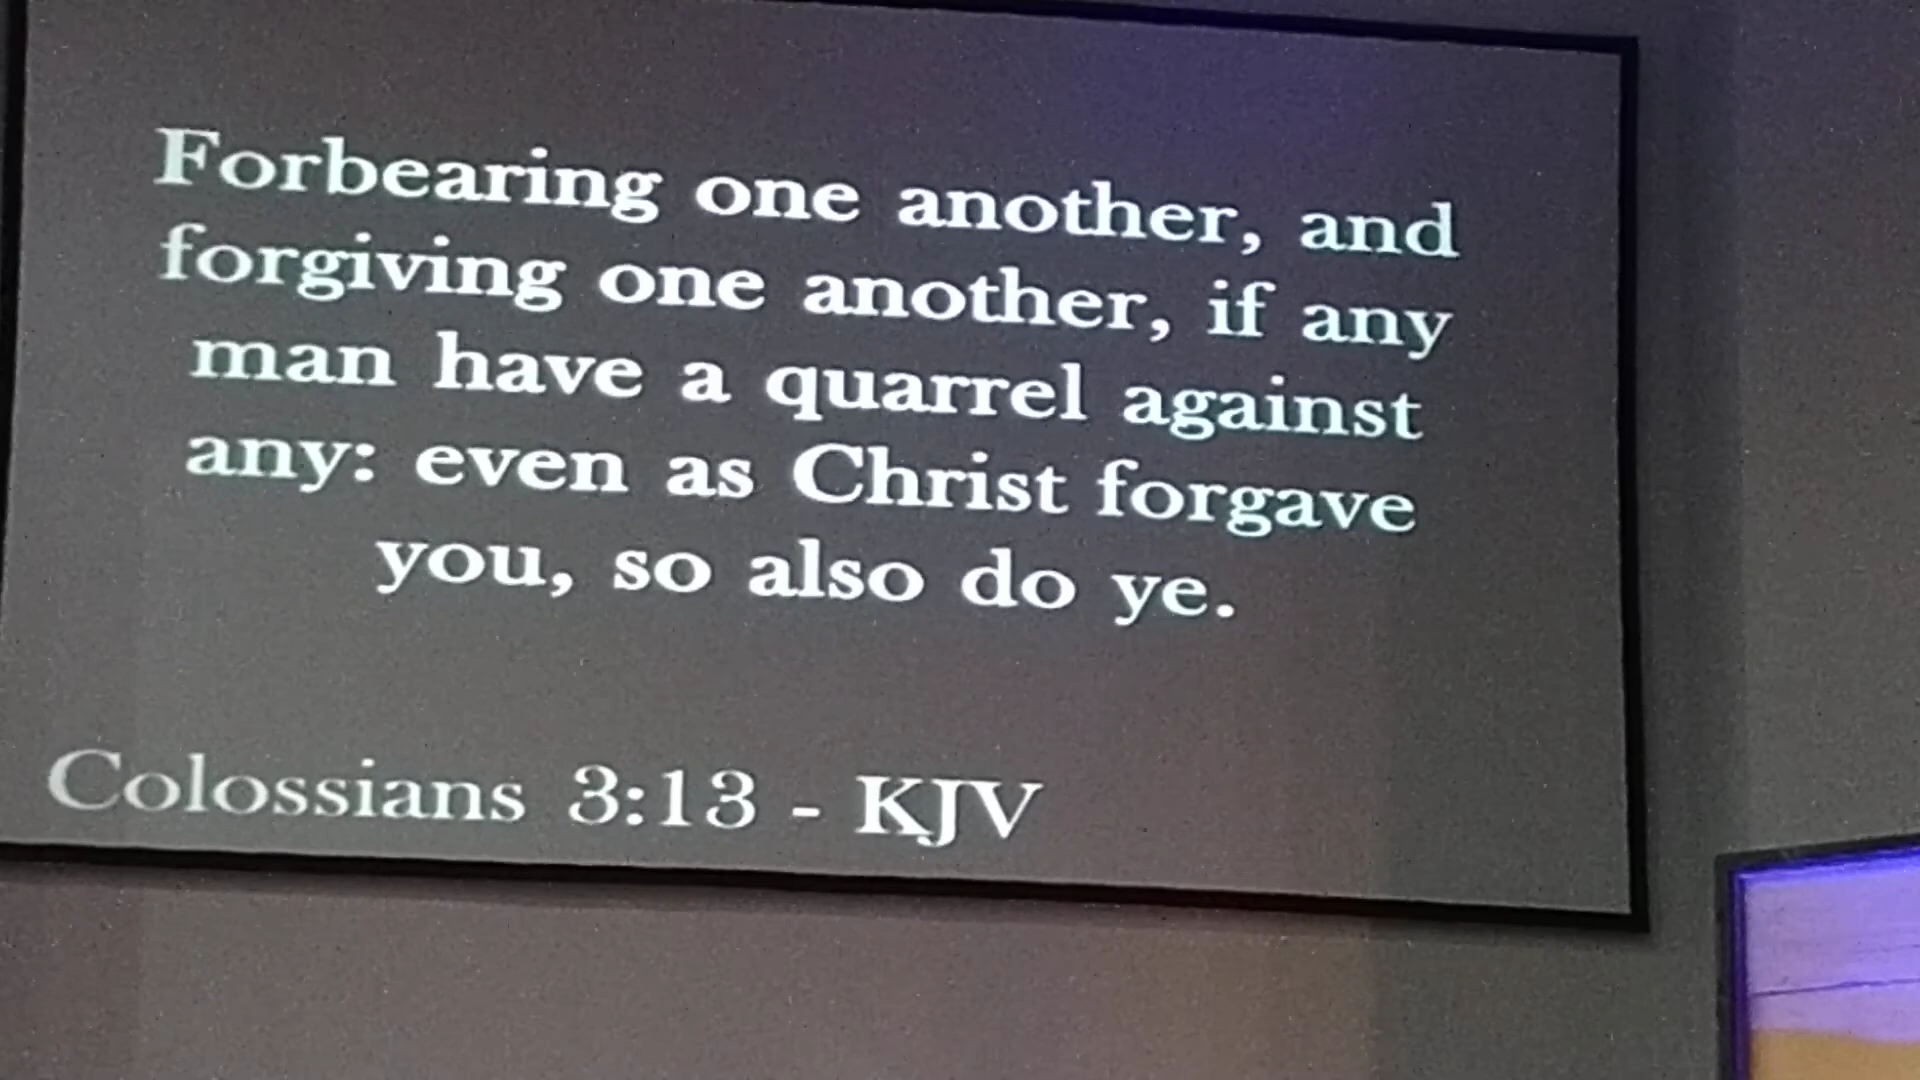 Forbearing one another, and
forgiving one another, if any
man have a quarrel against
any: even as Christ forgave
you, so also do ye.
Colossians 3:13 - KJV